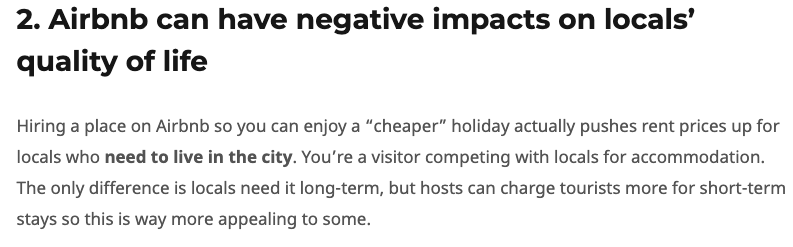 2. Airbnb can have negative impacts on locals’
quality of life
Hiring a place on Airbnb so you can enjoy a “cheaper” holiday actually pushes rent prices up for
locals who need to live in the city. You’re a visitor competing with locals for accommodation.
The only difference is locals need it long-term, but hosts can charge tourists more for short-term
stays so this is way more appealing to some.